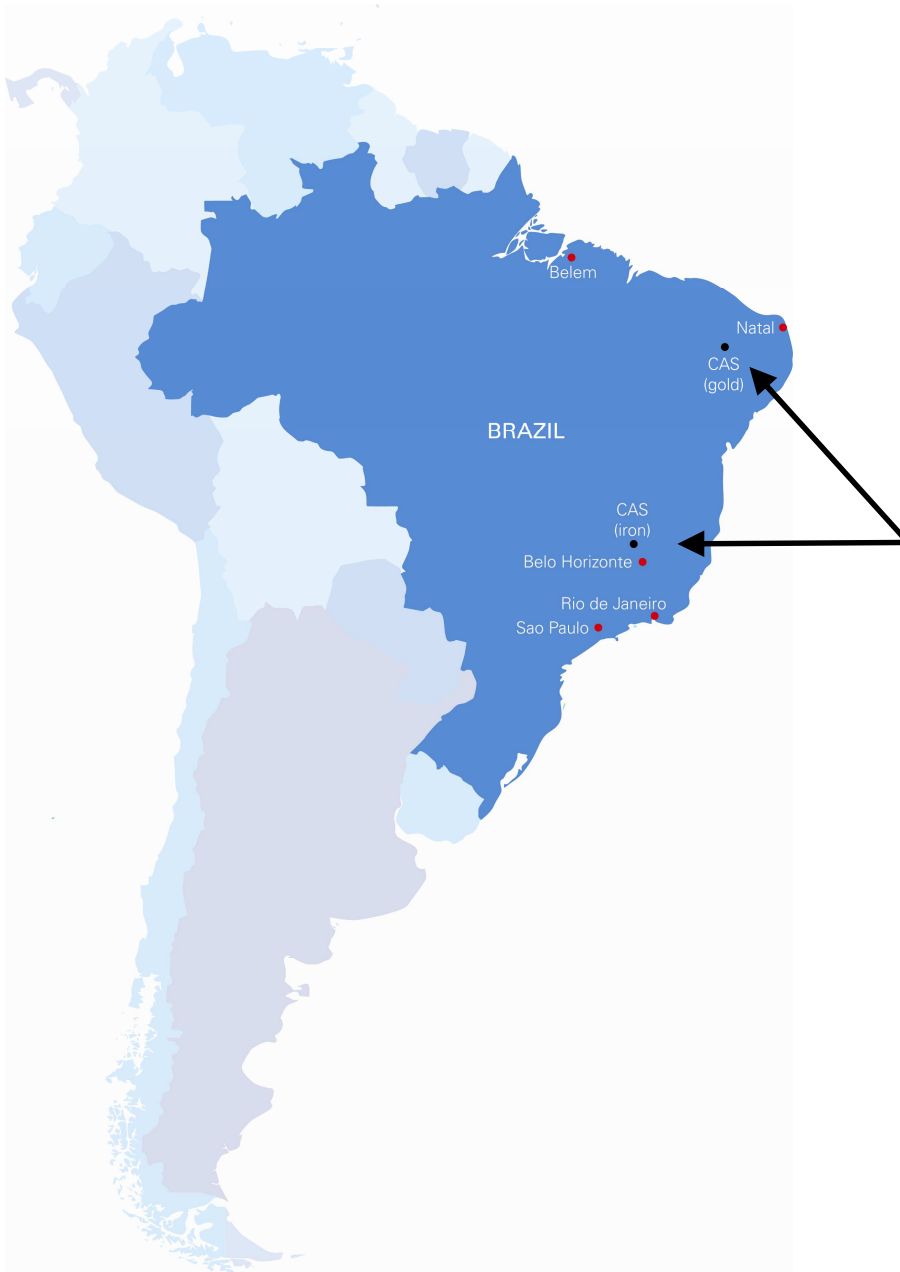 Belem
Natal
CAS
(gold)
BRAZIL
CAS
(iron)
Belo Horizonte
Rio de Janeiro
Sao Paulo